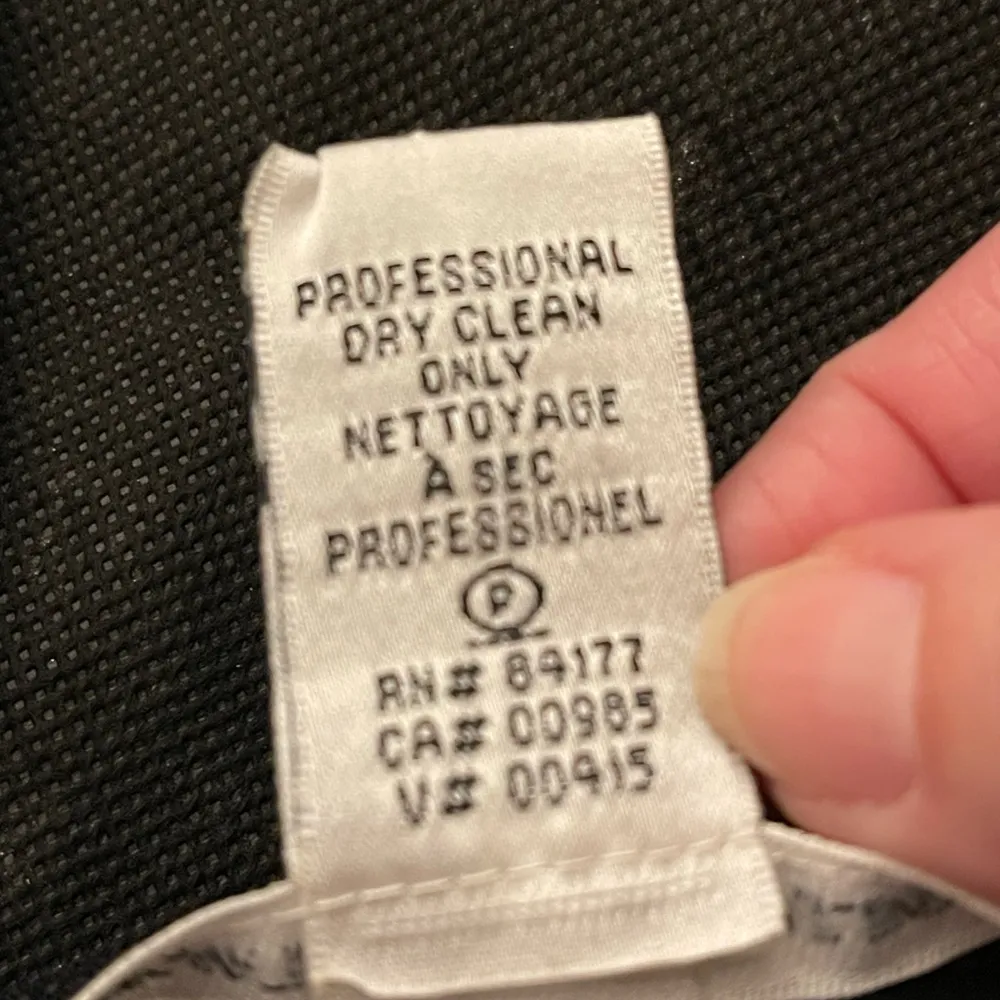 PROFESSIONAL
DRY CLEAN
ONLY
NETTOYAGE
À SEC
PROFESSIONEL
P
RN# 84177
CA# 00985
V# 00415